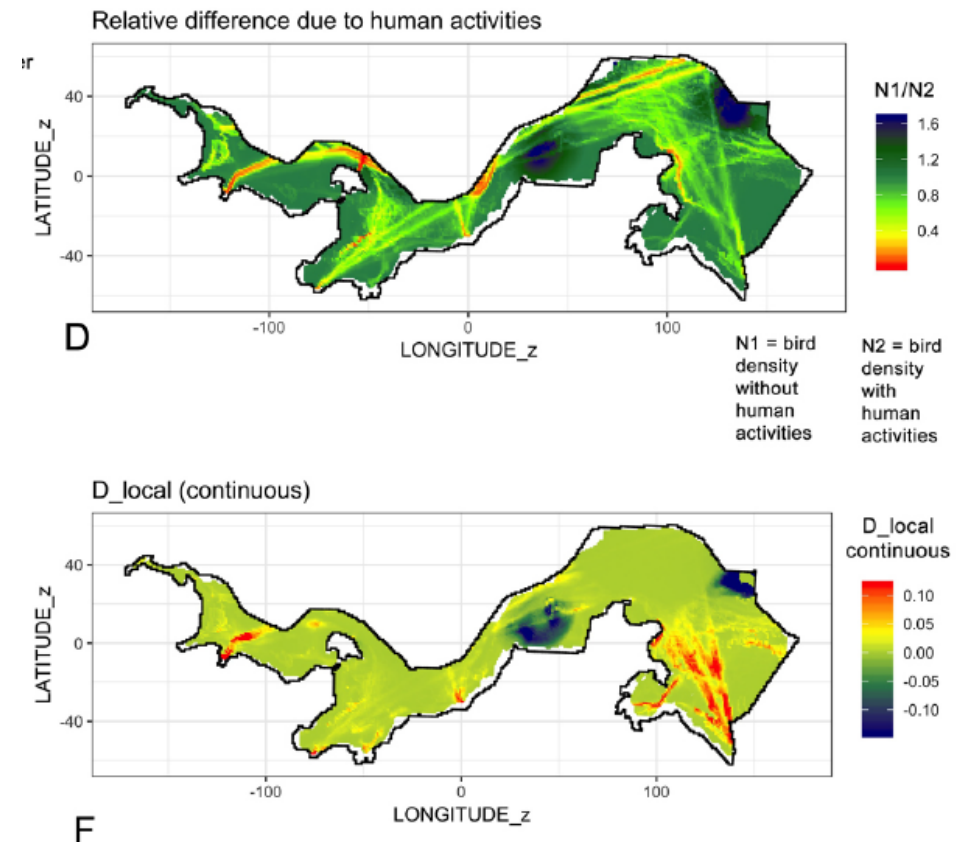 Relative difference due to human activities
er
LATITUDE_z
40
0
-40
-100
0
100
LONGITUDE_z
N1/N2
1.6
1.2
0.8
0.4
D
N1 = bird
density
without
human
activities
N2 = bird
density
with
human
activities
D_local (continuous)
LATITUDE_z
40
0
-40
-100
0
100
LONGITUDE_z
D_local
continuous
0.10
0.05
0.00
-0.05
-0.10
F